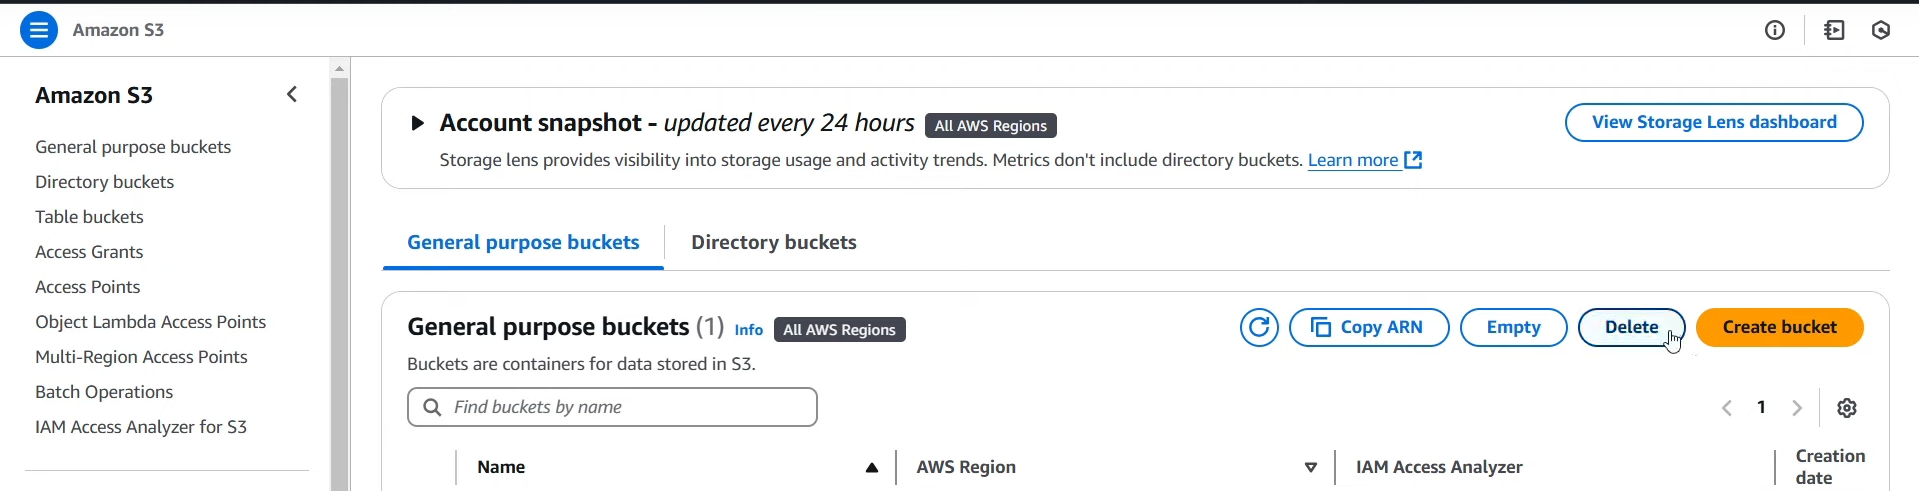 Amazon S3
Amazon S3
General purpose buckets
Directory buckets
Table buckets
Access Grants
Access Points
Object Lambda Access Points
Multi-Region Access Points
Batch Operations
IAM Access Analyzer for S3
Account snapshot - updated every 24 hours All AWS Regions
View Storage Lens dashboard
Storage lens provides visibility into storage usage and activity trends. Metrics don't include directory buckets. Learn more
General purpose buckets Directory buckets
General purpose buckets (1) Info All AWS Regions
Copy ARN Empty Delete Create bucket
Buckets are containers for data stored in S3.
Find buckets by name
1
Name AWS Region IAM Access Analyzer Creation
date